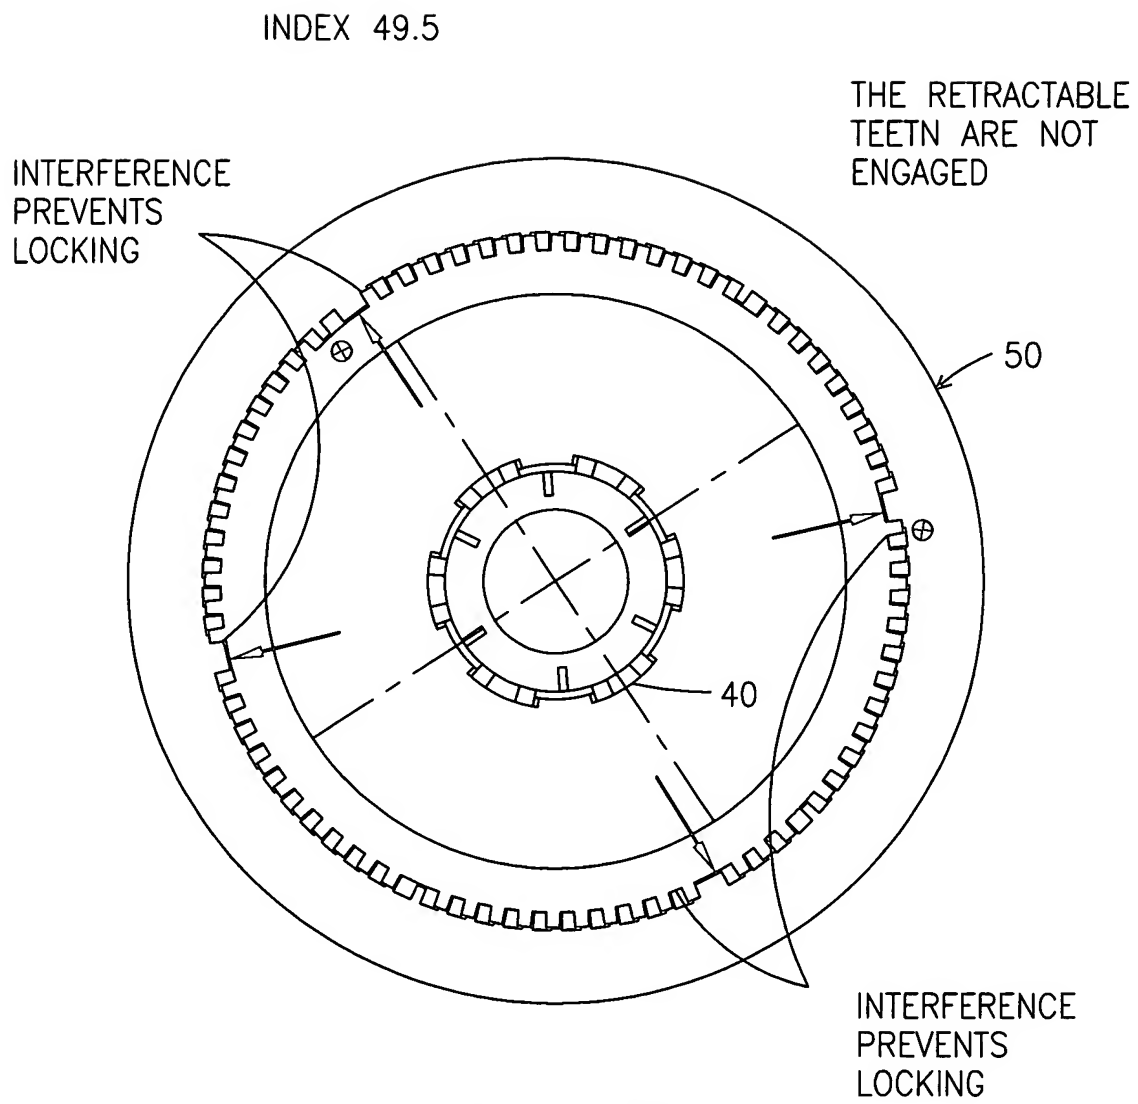 INDEX 49.5
THE RETRACTABLE
TEETN ARE NOT
ENGAGED
INTERFERENCE
PREVENTS
LOCKING
50
40
INTERFERENCE
PREVENTS
LOCKING